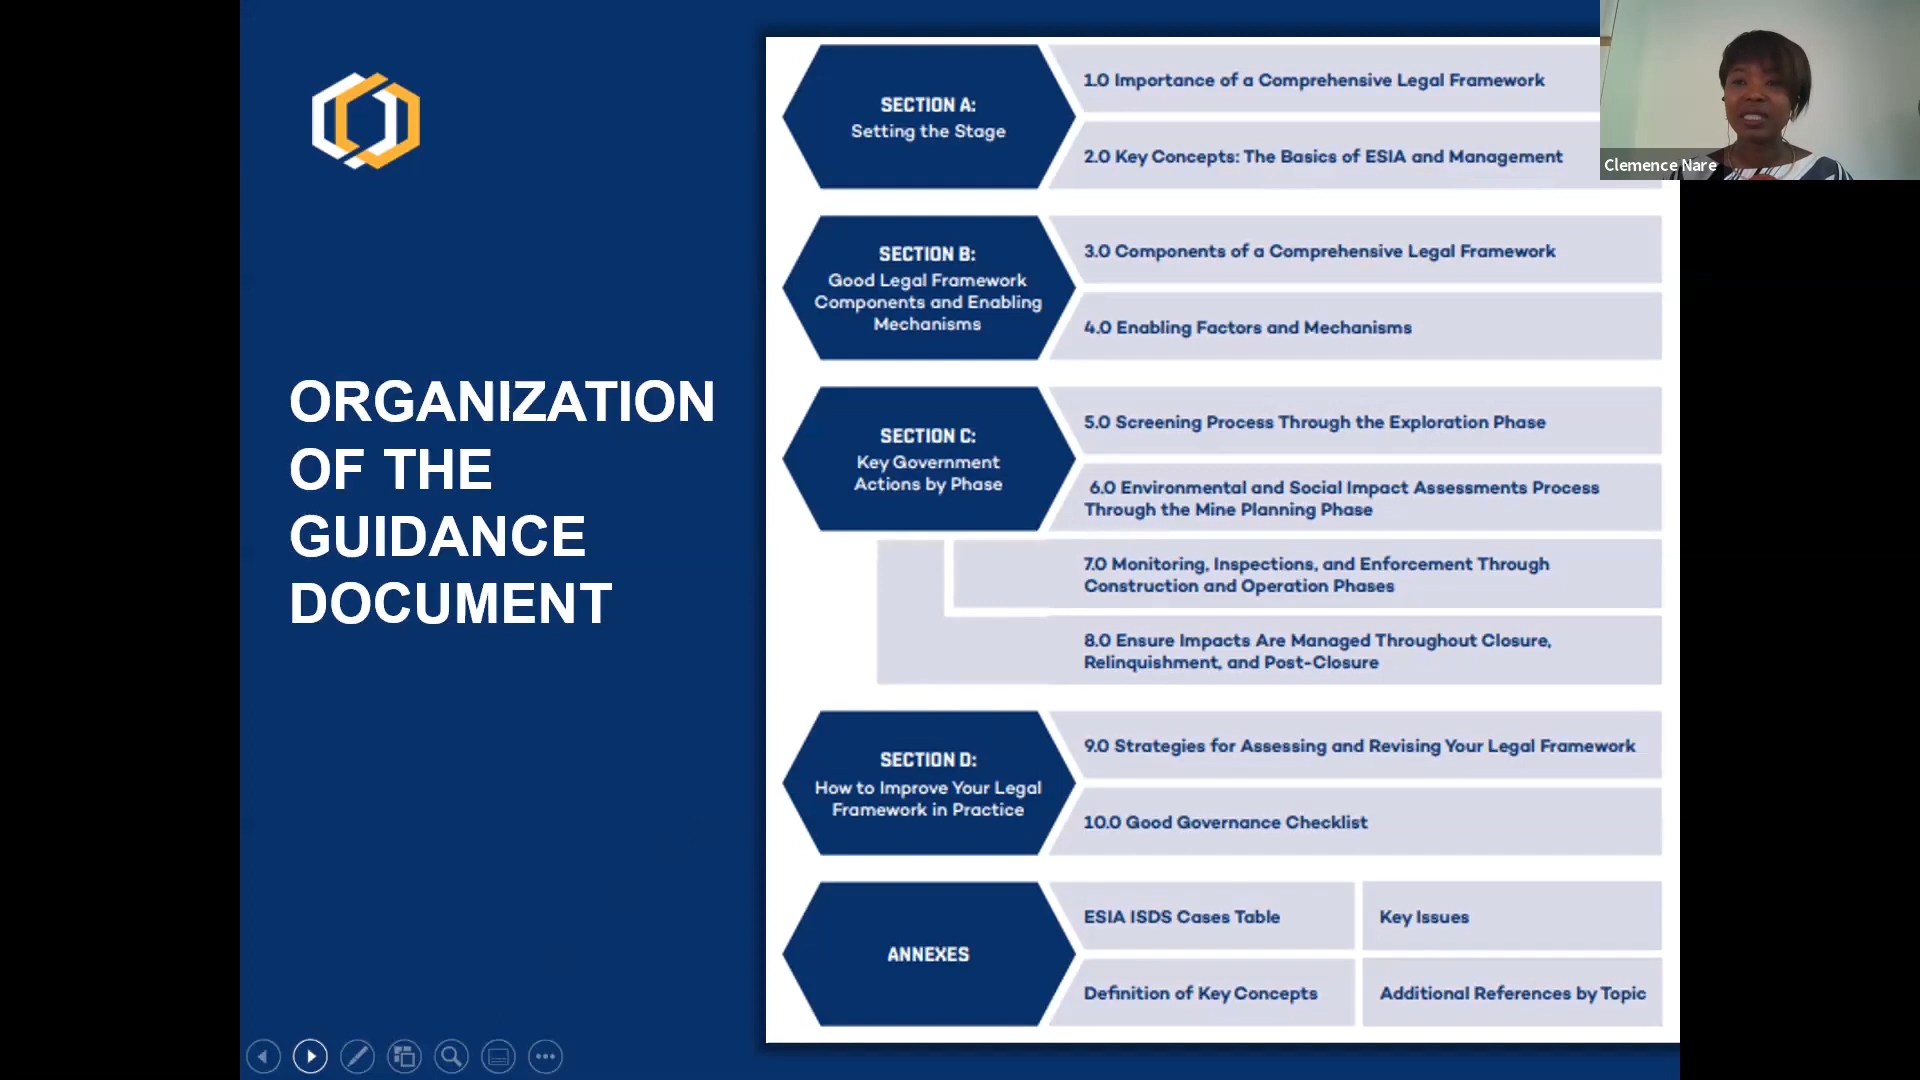 ORGANIZATION
OF THE
GUIDANCE
DOCUMENT
SECTION A:
Setting the Stage
1.0 Importance of a Comprehensive Legal Framework
2.0 Key Concepts: The Basics of ESIA and Management
SECTION B:
Good Legal Framework
Components and Enabling
Mechanisms
3.0 Components of a Comprehensive Legal Framework
4.0 Enabling Factors and Mechanisms
SECTION C:
Key Government
Actions by Phase
5.0 Screening Process Through the Exploration Phase
6.0 Environmental and Social Impact Assessments Process
Through the Mine Planning Phase
7.0 Monitoring, Inspections, and Enforcement Through
Construction and Operation Phases
8.0 Ensure Impacts Are Managed Throughout Closure,
Relinquishment, and Post-Closure
SECTION D:
How to Improve Your Legal
Framework in Practice
9.0 Strategies for Assessing and Revising Your Legal Framework
10.0 Good Governance Checklist
ANNEXES
ESIA ISDS Cases Table
Key Issues
Definition of Key Concepts
Additional References by Topic
Clemence Nare